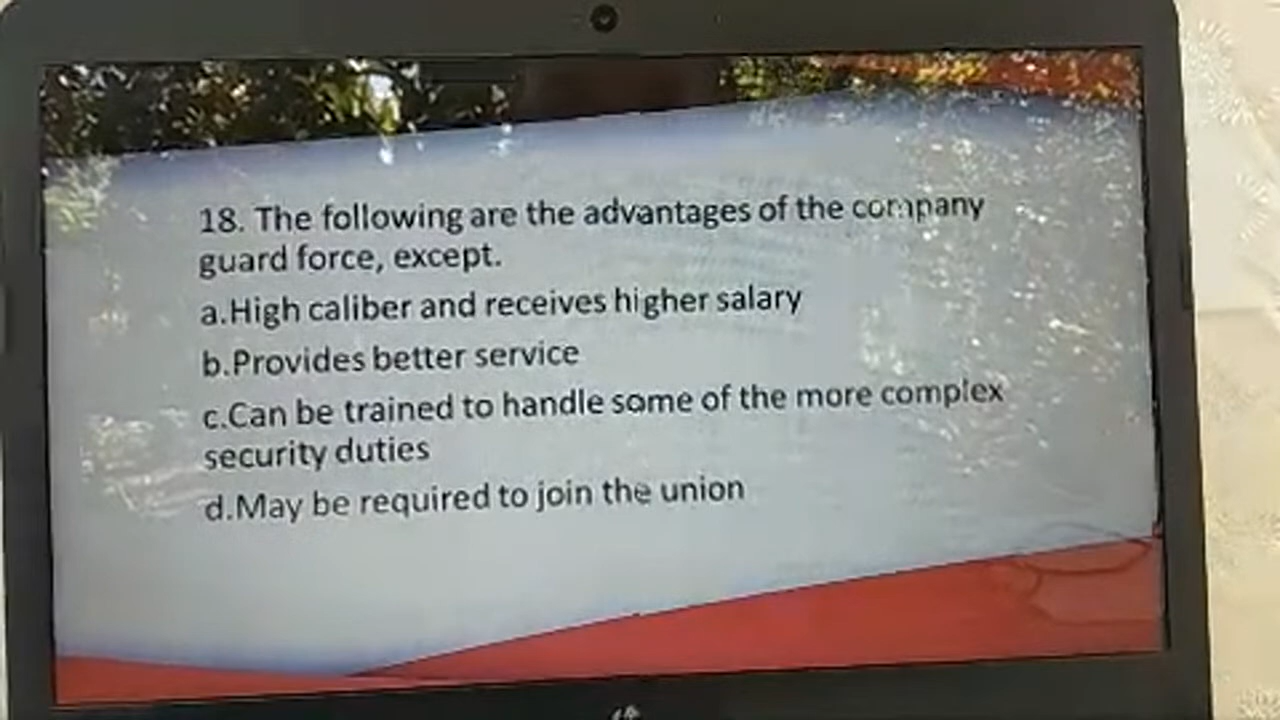 18. The following are the advantages of the company
guard force, except.
a.High caliber and receives higher salary
b.Provides better service
c.Can be trained to handle some of the more complex
security duties
d.May be required to join the union